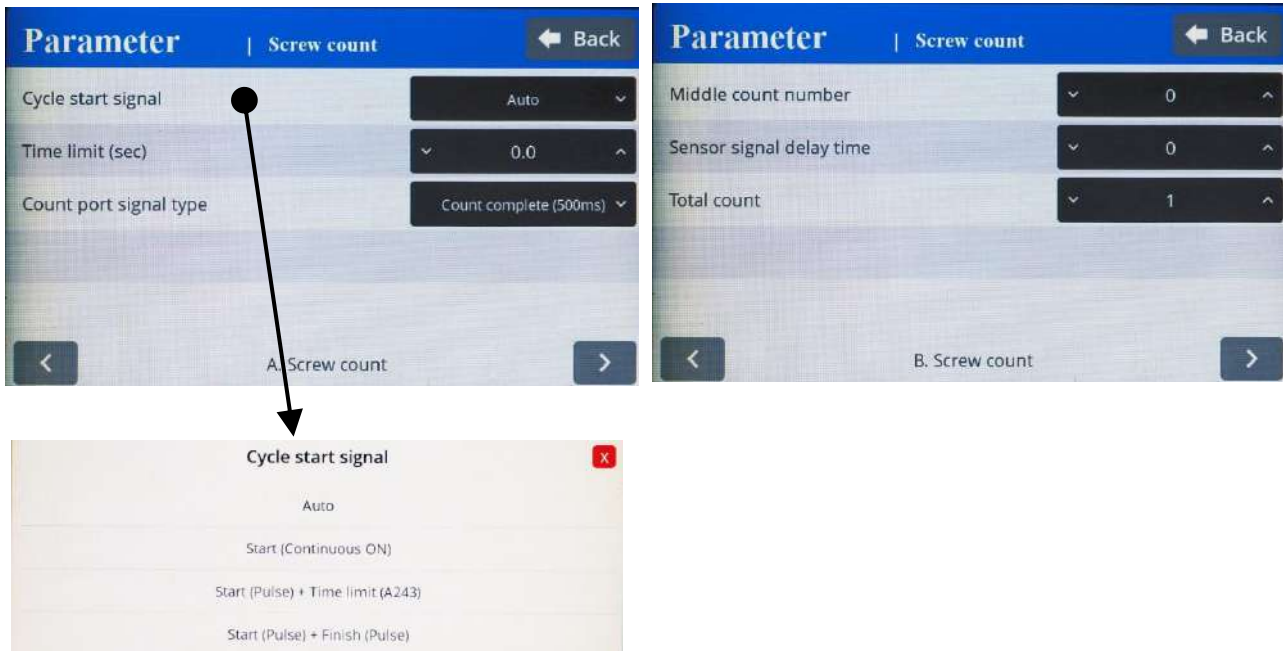 Parameter | Screw count Back
Cycle start signal Auto
Time limit (sec) 0.0
Count port signal type Count complete (500ms)
A. Screw count
Parameter | Screw count Back
Middle count number 0
Sensor signal delay time 0
Total count 1
B. Screw count
Cycle start signal X
Auto
Start (Continuous ON)
Start (Pulse) + Time limit (A243)
Start (Pulse) + Finish (Pulse)